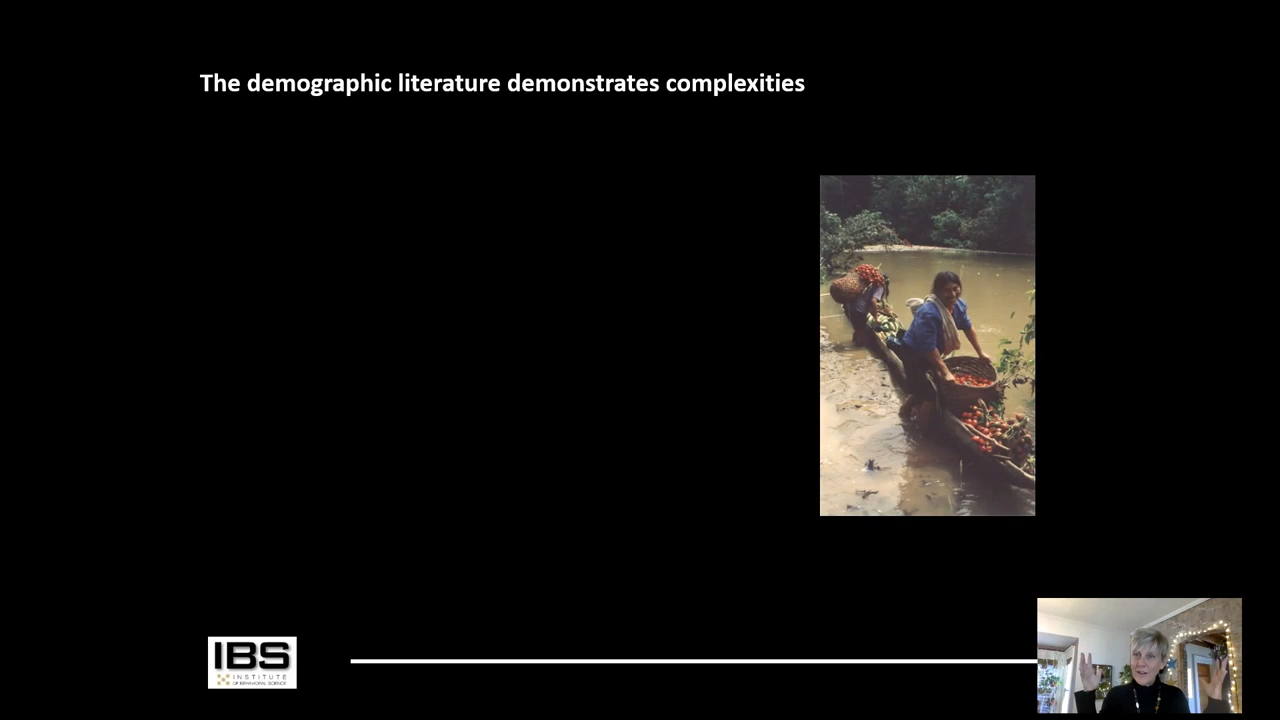 The demographic literature demonstrates complexities
IBS
INSTITUTE
OF BEHAVIORAL SCIENCE